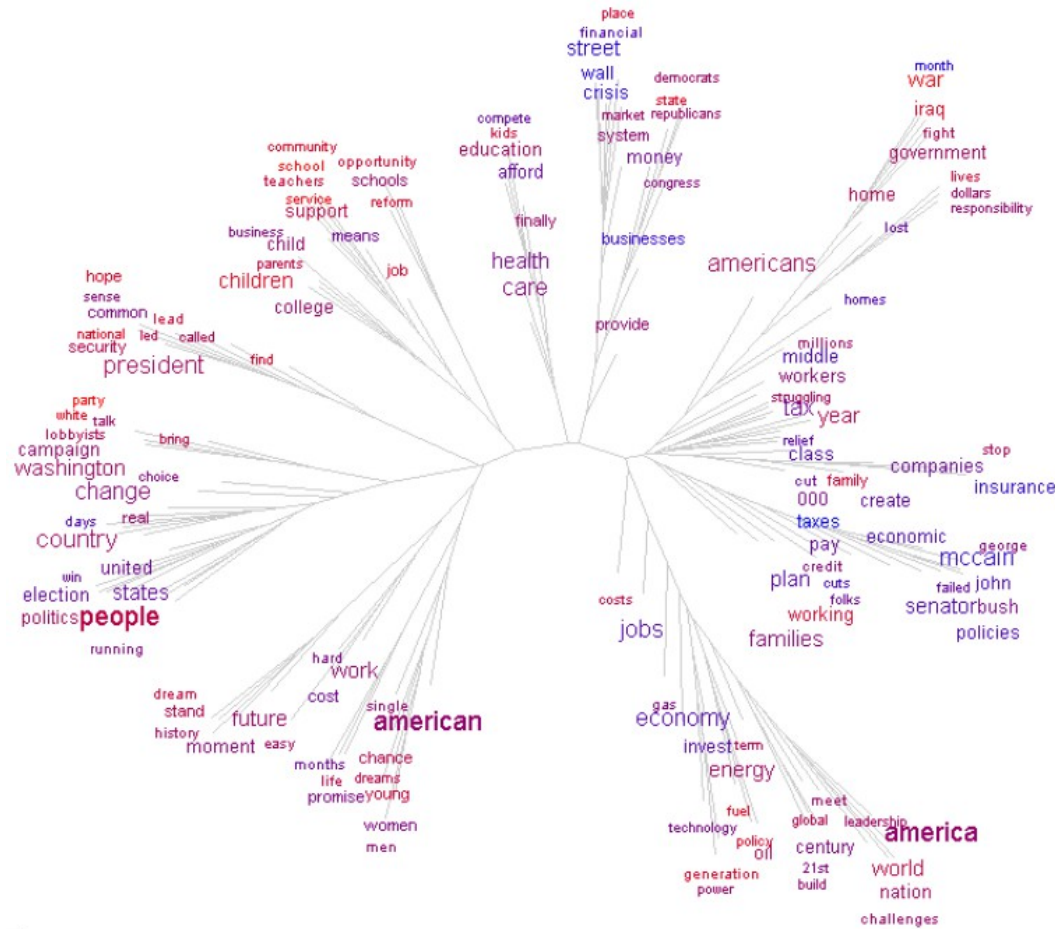 place
financial
street
wall
crisis
democrats
state
market republicans
system
money
congress
businesses
provide
month
war
iraq
fight
government
lives
home
dollars
responsibility
lost
americans
homes
compete
kids
education
afford
finally
health
care
community
school
opportunity
teachers
schools
service
reform
support
business
means
child
parents
job
children
college
hope
sense
common
lead
national
led
called
security
find
president
party
white
talk
lobbyists
bring
campaign
washington
choice
change
real
days
country
united
win
election
states
politics people
running
millions
middle
workers
struggling
tax year
relief
class
stop
companies
cut family
insurance
000
create
taxes
economic
pay
george
mccain
credit
plan
cuts
failed john
folks
senator bush
working
policies
families
costs
jobs
hard
work
cost
dream
stand
single
future
american
history
moment
easy
chance
months
life
dreams
promise young
women
men
gas
economy
invest term
energy
fuel
meet
technology
global
leadership
america
policy
oil
century
world
generation
21st
power
build
nation
challenges